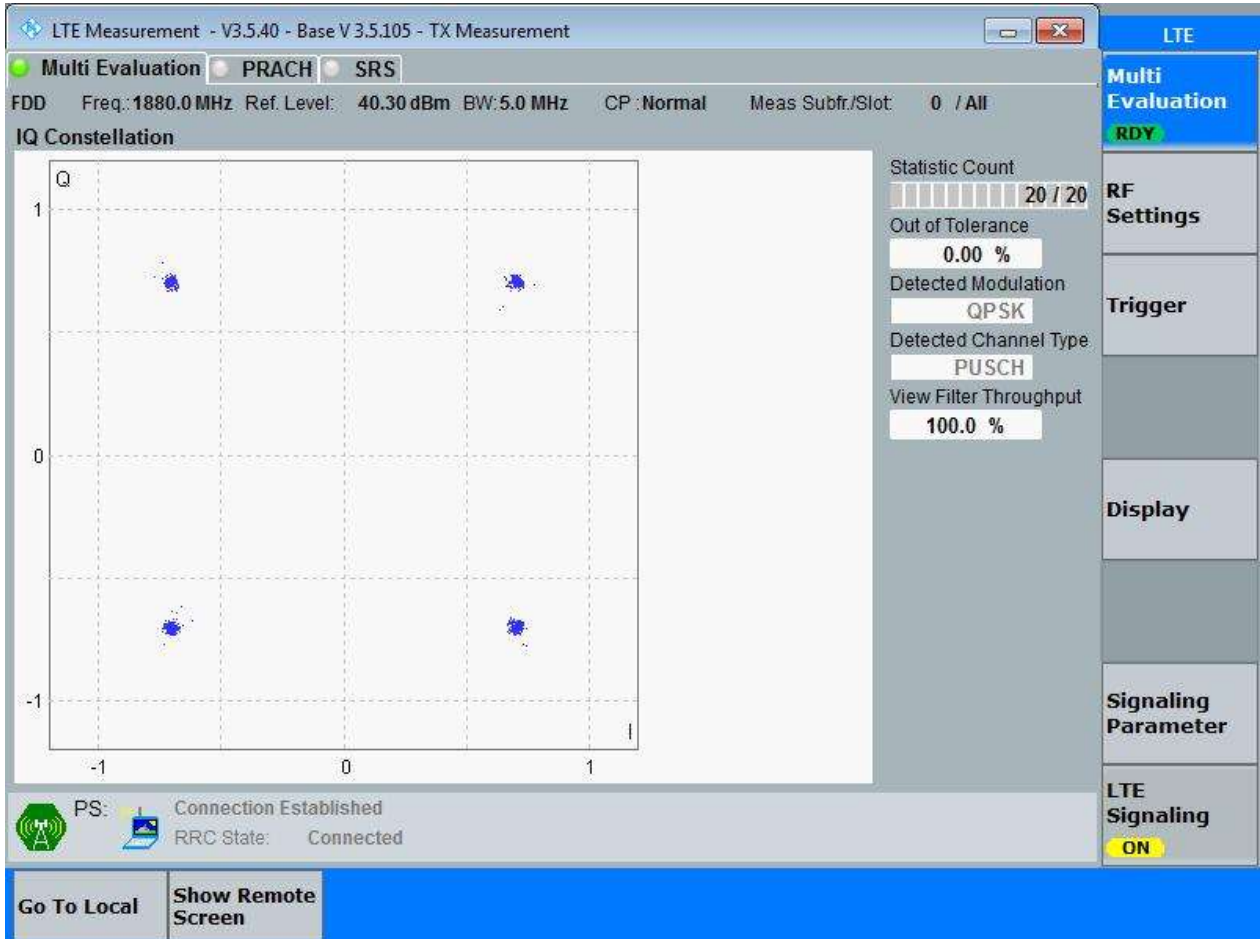 LTE Measurement - V3.5.40 - Base V 3.5.105 - TX Measurement
LTE
Multi Evaluation PRACH SRS
Multi
Evaluation
RDY
FDD Freq.: 1880.0 MHz Ref. Level: 40.30 dBm BW: 5.0 MHz CP : Normal Meas Subfr./Slot: 0 / All
IQ Constellation
Q
1
0
-1
I
-1 0 1
Statistic Count
20 / 20
Out of Tolerance
0.00 %
Detected Modulation
QPSK
Detected Channel Type
PUSCH
View Filter Throughput
100.0 %
RF
Settings
Trigger
Display
Signaling
Parameter
LTE
Signaling
ON
PS: Connection Established
RRC State: Connected
Go To Local
Show Remote
Screen